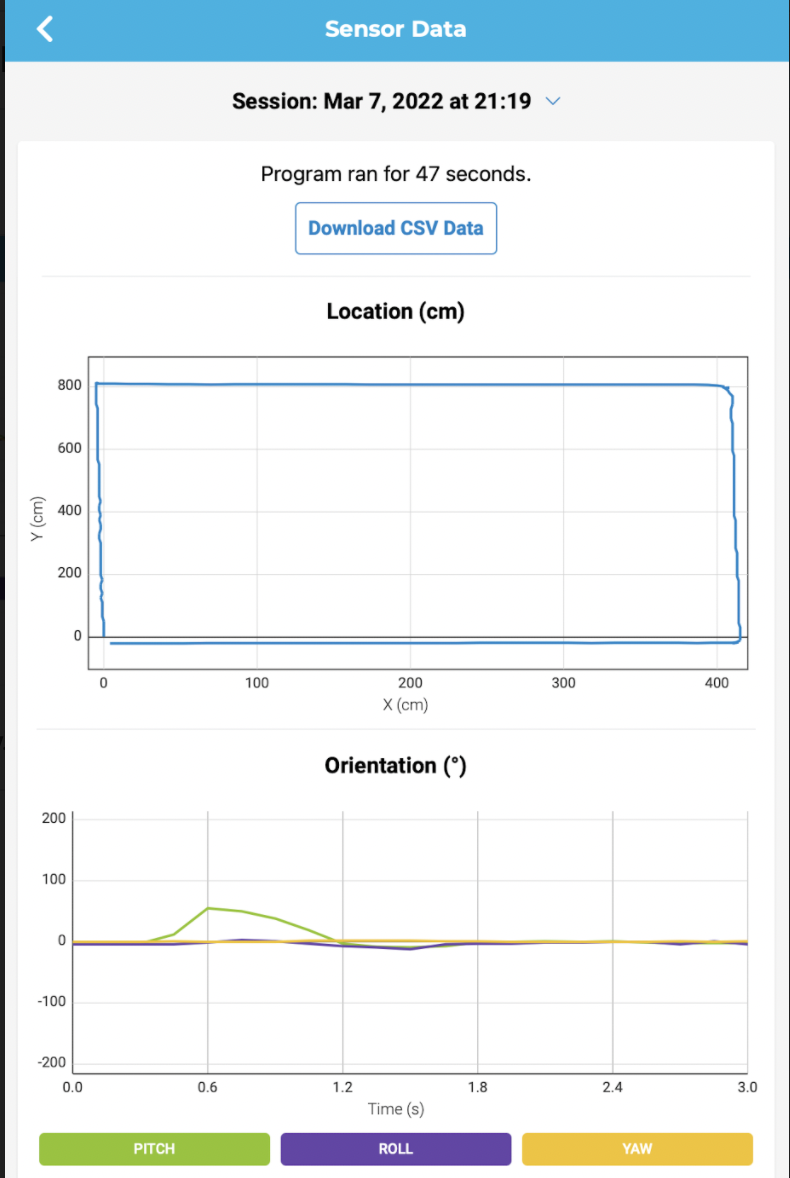 Sensor Data
Session: Mar 7, 2022 at 21:19
Program ran for 47 seconds.
Download CSV Data
Location (cm)
800
600
400
200
0
Y (cm)
0 100 200 300 400
X (cm)
Orientation (°)
200
100
0
-100
-200
0.0 0.6 1.2 1.8 2.4 3.0
Time (s)
PITCH ROLL YAW